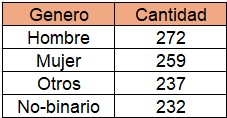 Genero Cantidad
Hombre 272
Mujer 259
Otros 237
No-binario 232